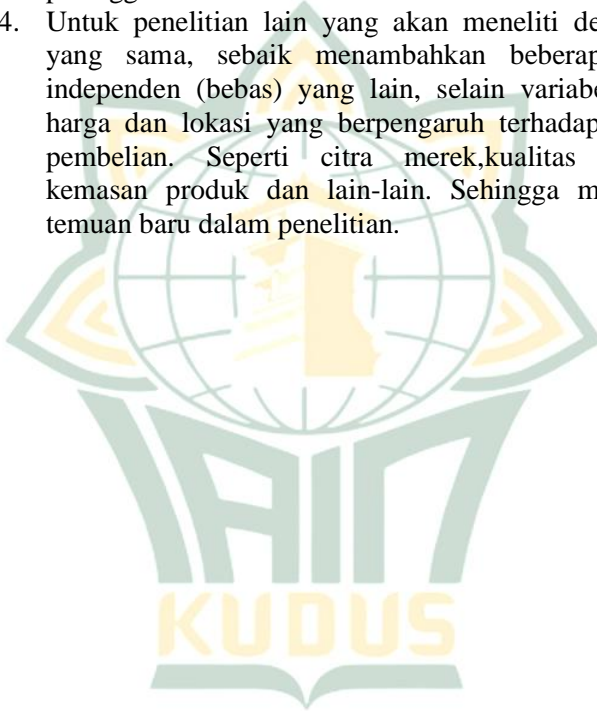 4. Untuk penelitian lain yang akan meneliti de
yang sama, sebaik menambahkan beberap
independen (bebas) yang lain, selain variabe
harga dan lokasi yang berpengaruh terhadap
pembelian. Seperti citra merek,kualitas
kemasan produk dan lain-lain. Sehingga m
temuan baru dalam penelitian.
IAIN
KUDUS